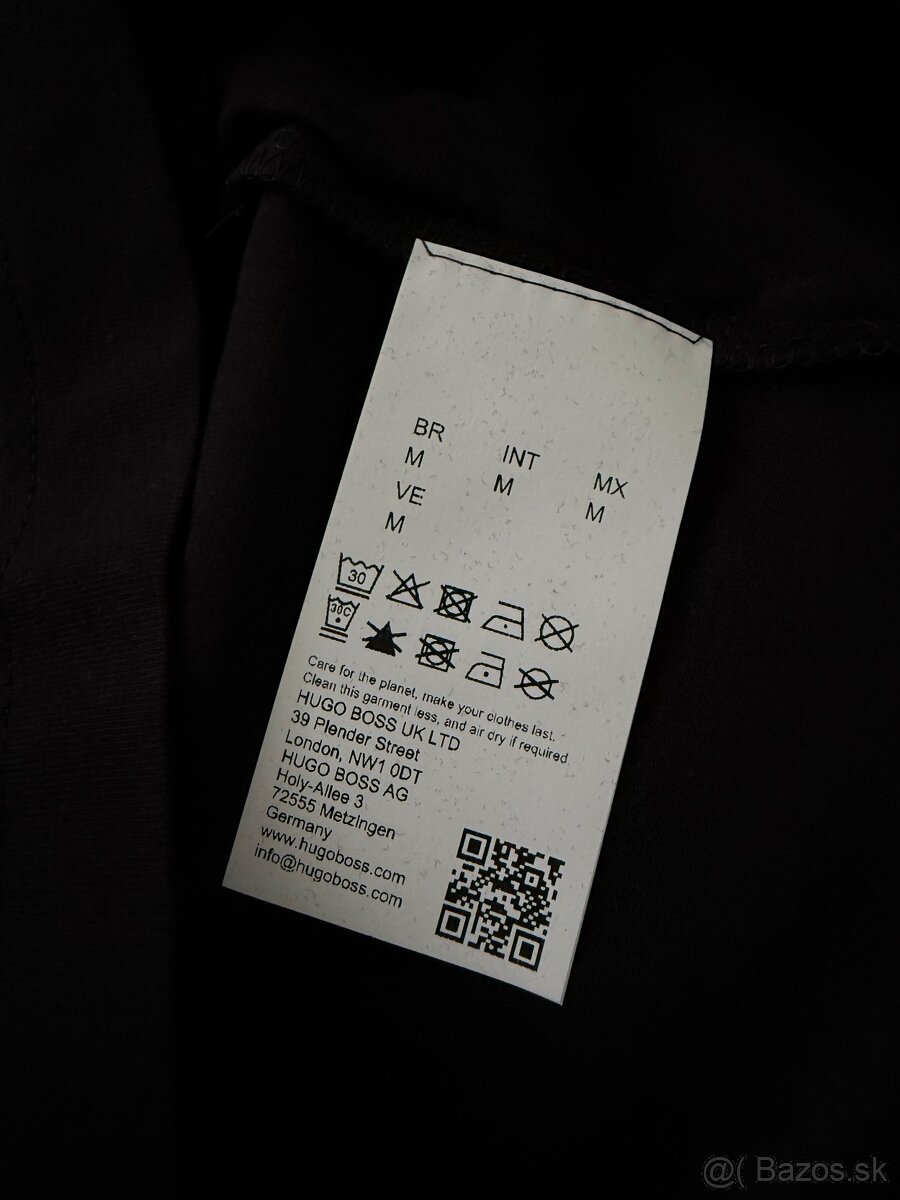 BR INT MX
M M M
VE
M
30
30C
Care for the planet, make your clothes last.
Clean this garment less, and air dry if required.
HUGO BOSS UK LTD
39 Plender Street
London, NW1 0DT
HUGO BOSS AG
Holy-Allee 3
72555 MetzIngen
Germany
www.hugoboss.com
info@hugoboss.com
@( Bazos.sk